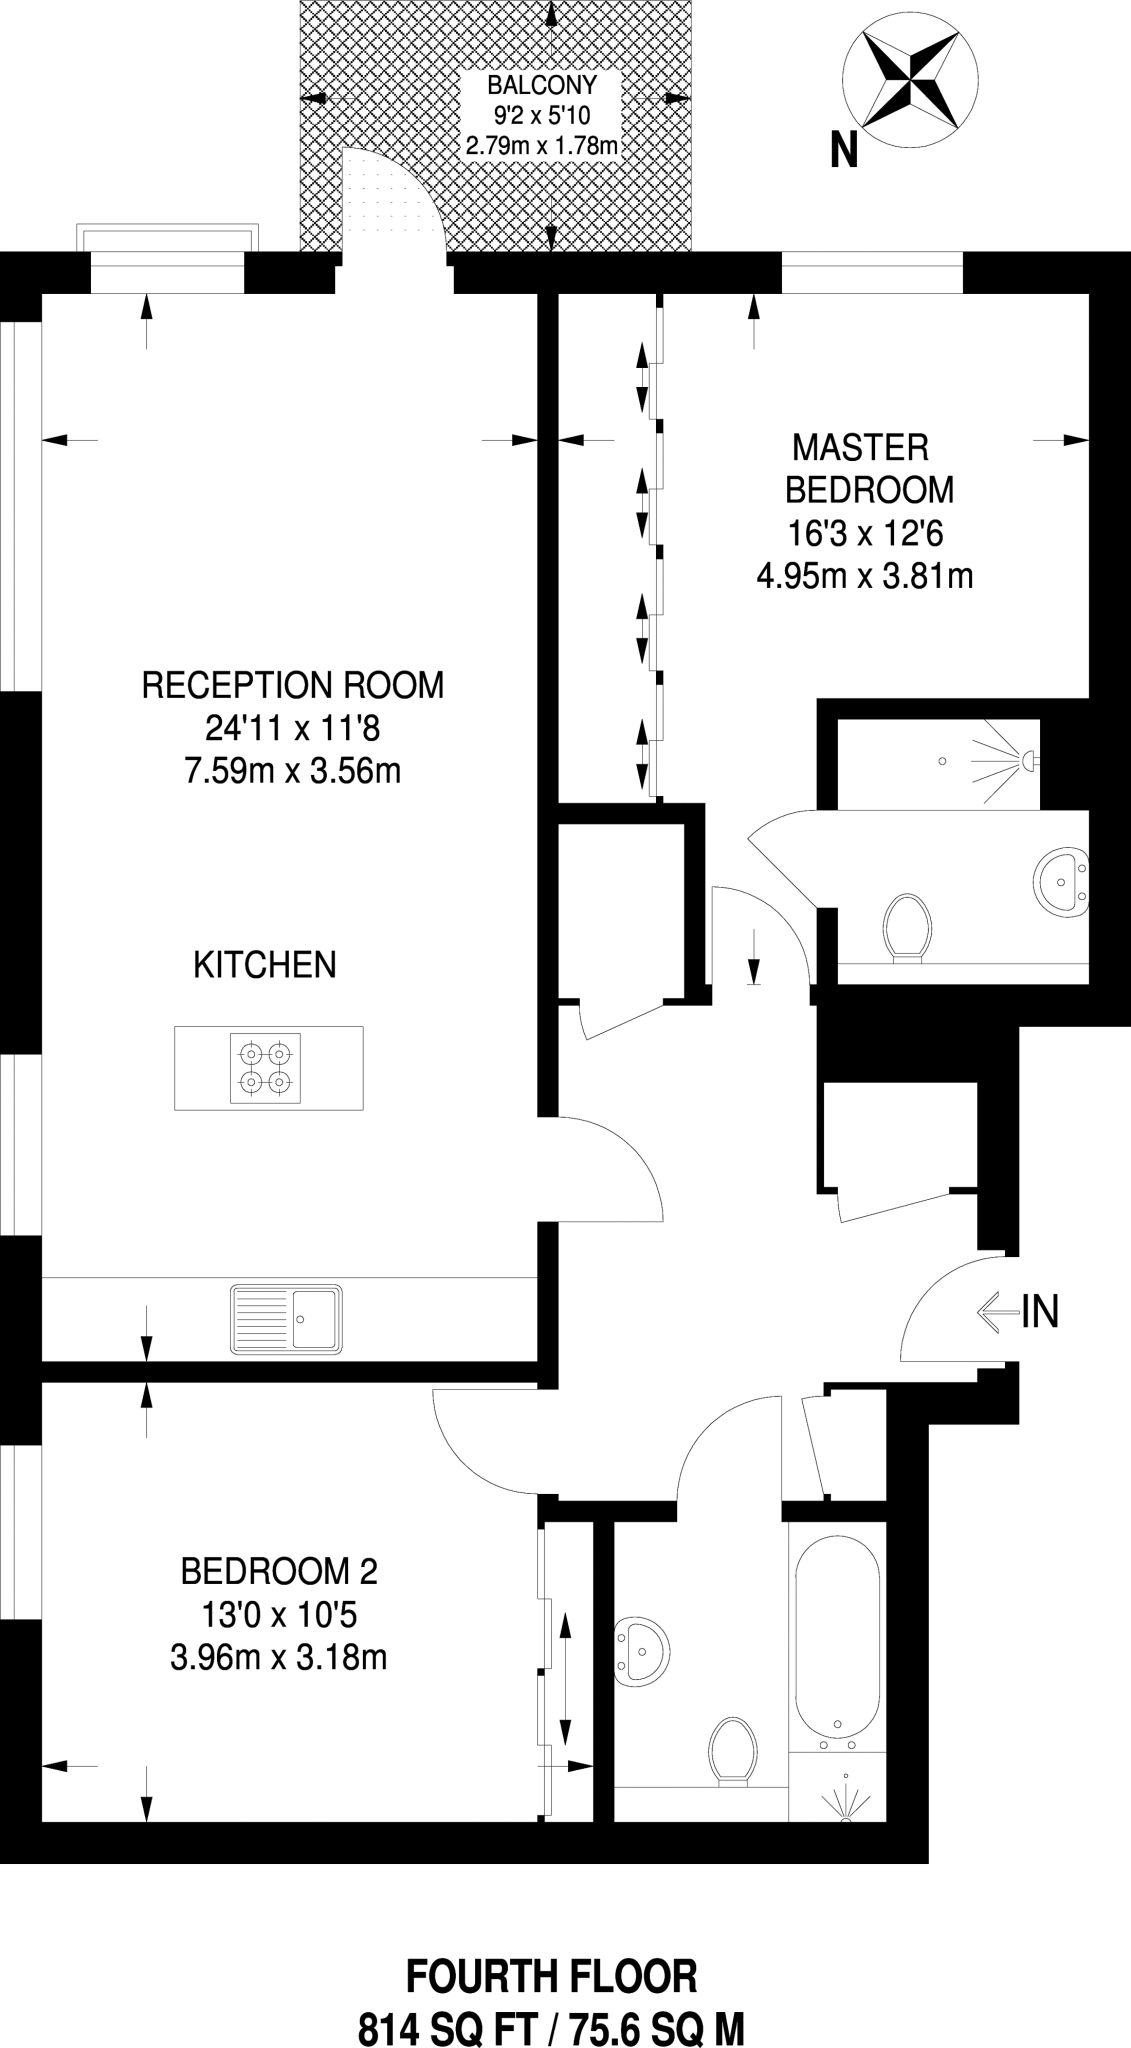 BALCONY
9'2 x 5'10
2.79m x 1.78m
N
MASTER
BEDROOM
16'3 x 12'6
4.95m x 3.81m
RECEPTION ROOM
24'11 x 11'8
7.59m x 3.56m
KITCHEN
IN
BEDROOM 2
13'0 x 10'5
3.96m x 3.18m
FOURTH FLOOR
814 SQ FT / 75.6 SQ M